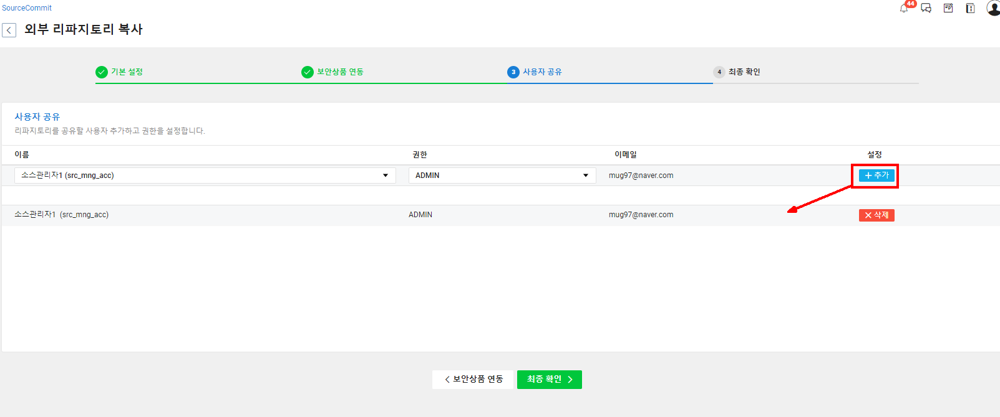 SourceCommit
44
외부 리파지토리 복사
기본 설정
보안상품 연동
3 사용자 공유
4 최종 확인
사용자 공유
리파지토리를 공유할 사용자 추가하고 권한을 설정합니다.
이름 권한 이메일 설정
소스관리자1 (src_mng_acc) ADMIN mug97@naver.com + 추가
소스관리자1 (src_mng_acc) ADMIN mug97@naver.com × 삭제
< 보안상품 연동 최종 확인 >